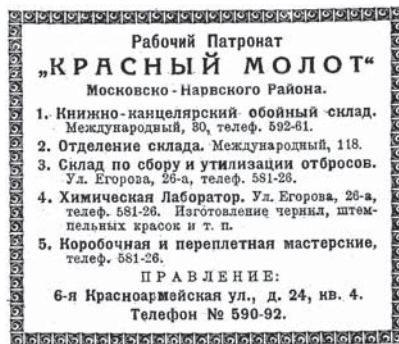 Рабочий Патронат
„КРАСНЫЙ МОЛОТ“
Московско-Нарвского Района.
1. Книжно-канцелярский обойный склад.
Международный, 30, телеф. 592-61.
2. Отделение склада. Международный, 118.
3. Склад по сбору и утилизации отбросов.
Ул. Егорова, 26-а, телеф. 581-26.
4. Химическая Лаборатор. Ул. Егорова, 26-а,
телеф. 581-26. Изготовление чернил, штем-
пельных красок и т. п.
5. Коробочная и переплетная мастерские,
телеф. 581-26.
ПРАВЛЕНИЕ:
6-я Красноармейская ул., д. 24, кв. 4.
Телефон № 590-92.